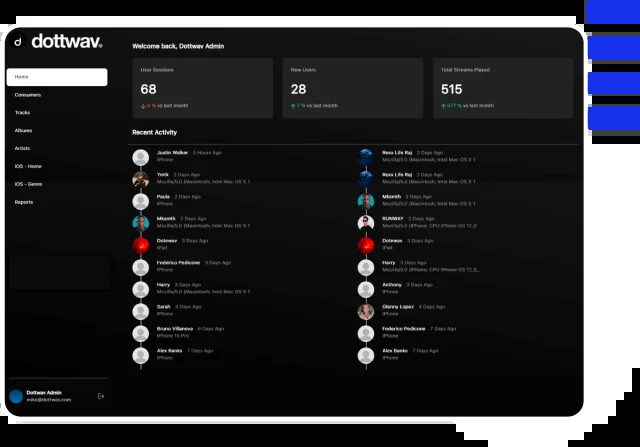 dottwav®
Home
Consumers
Tracks
Albums
Artists
iOS - Home
iOS - Genre
Reports
Dottwav Admin
mike@dottwav.com
Welcome back, Dottwav Admin
User Sessions
68
4 % vs last month
New Users
28
7 % vs last month
Total Streams Played
515
577 % vs last month
Recent Activity
Justin Walker 5 Hours Ago
iPhone
2 Days Ago
Mozilla/5.0 (Macintosh; Intel Mac OS X 1
Paula 2 Days Ago
iPhone
Mksmth 2 Days Ago
Mozilla/5.0 (Macintosh; Intel Mac OS X 1
Dotewav 3 Days Ago
iPad
Federico Pedicone 3 Days Ago
iPhone
Harry 3 Days Ago
Mozilla/5.0 (Macintosh; Intel Mac OS X 1
Sarah 4 Days Ago
iPhone
Bruno Villanova 6 Days Ago
iPhone 15 Pro
Alex Banks 7 Days Ago
iPhone
Rexx Life Raj 2 Days Ago
Mozilla/5.0 (Macintosh; Intel Mac OS X 1
Rexx Life Raj 2 Days Ago
Mozilla/5.0 (Macintosh; Intel Mac OS X 1
Mksmth 2 Days Ago
Mozilla/5.0 (Macintosh; Intel Mac OS X 1
RUNWAY 2 Days Ago
Mozilla/5.0 (iPhone; CPU iPhone OS 17_2
Dotewav 3 Days Ago
iPad
Harry 3 Days Ago
Mozilla/5.0 (iPhone; CPU iPhone OS 17_5_
Anthony 3 Days Ago
iPhone
Glenny Lopez 4 Days Ago
iPhone
Federico Pedicone 7 Days Ago
iPhone
Alex Banks 7 Days Ago
iPhone